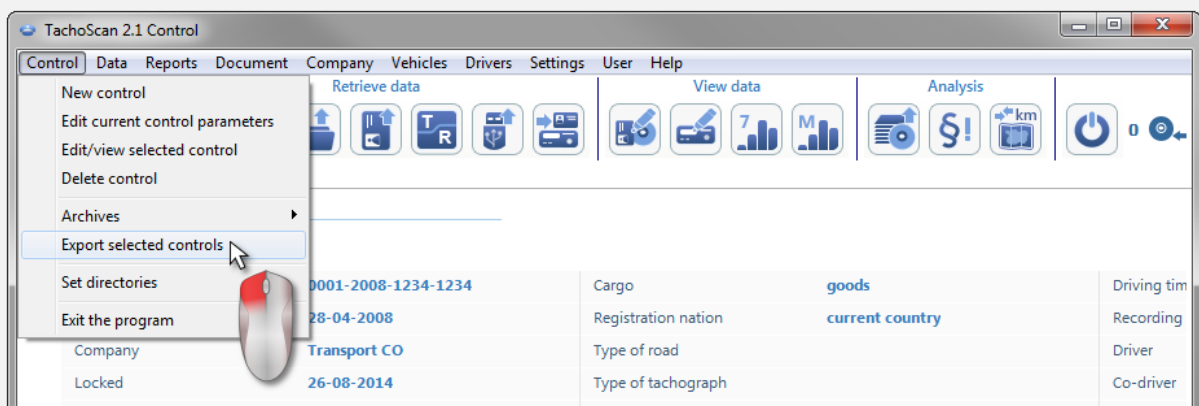 TachoScan 2.1 Control
Control Data Reports Document Company Vehicles Drivers Settings User Help
New control
Edit current control parameters
Edit/view selected control
Delete control
Archives
Export selected controls
Set directories
Exit the program
Retrieve data View data Analysis
T R 7 M §! km 0
0001-2008-1234-1234 Cargo goods Driving tim
28-04-2008 Registration nation current country Recording
Company Transport CO Type of road Driver
Locked 26-08-2014 Type of tachograph Co-driver